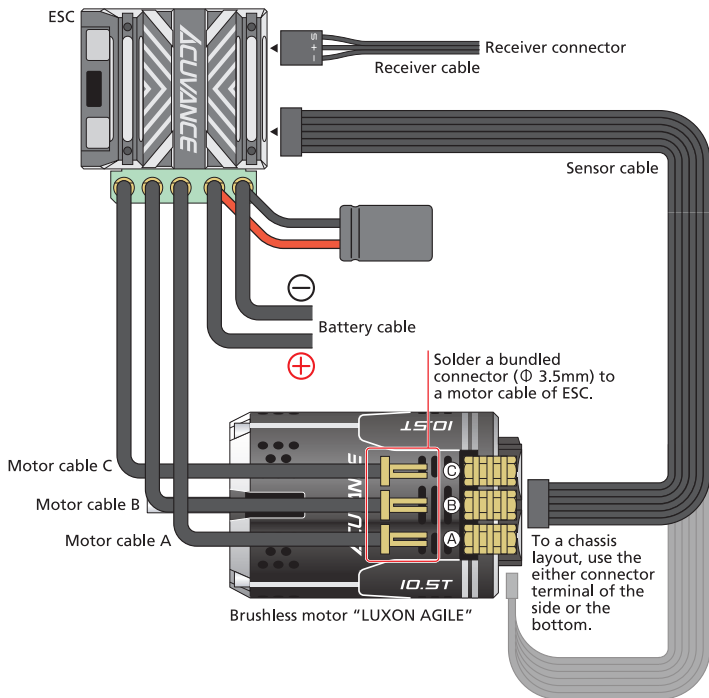 ESC
ACUVANCE
S + −
Receiver connector
Receiver cable
Sensor cable
−
Battery cable
+
Solder a bundled
connector (Φ 3.5mm) to
a motor cable of ESC.
10.5T
Motor cable C
C
Motor cable B
B
Motor cable A
A
To a chassis
layout, use the
either connector
terminal of the
side or the
bottom.
10.5T
Brushless motor “LUXON AGILE”